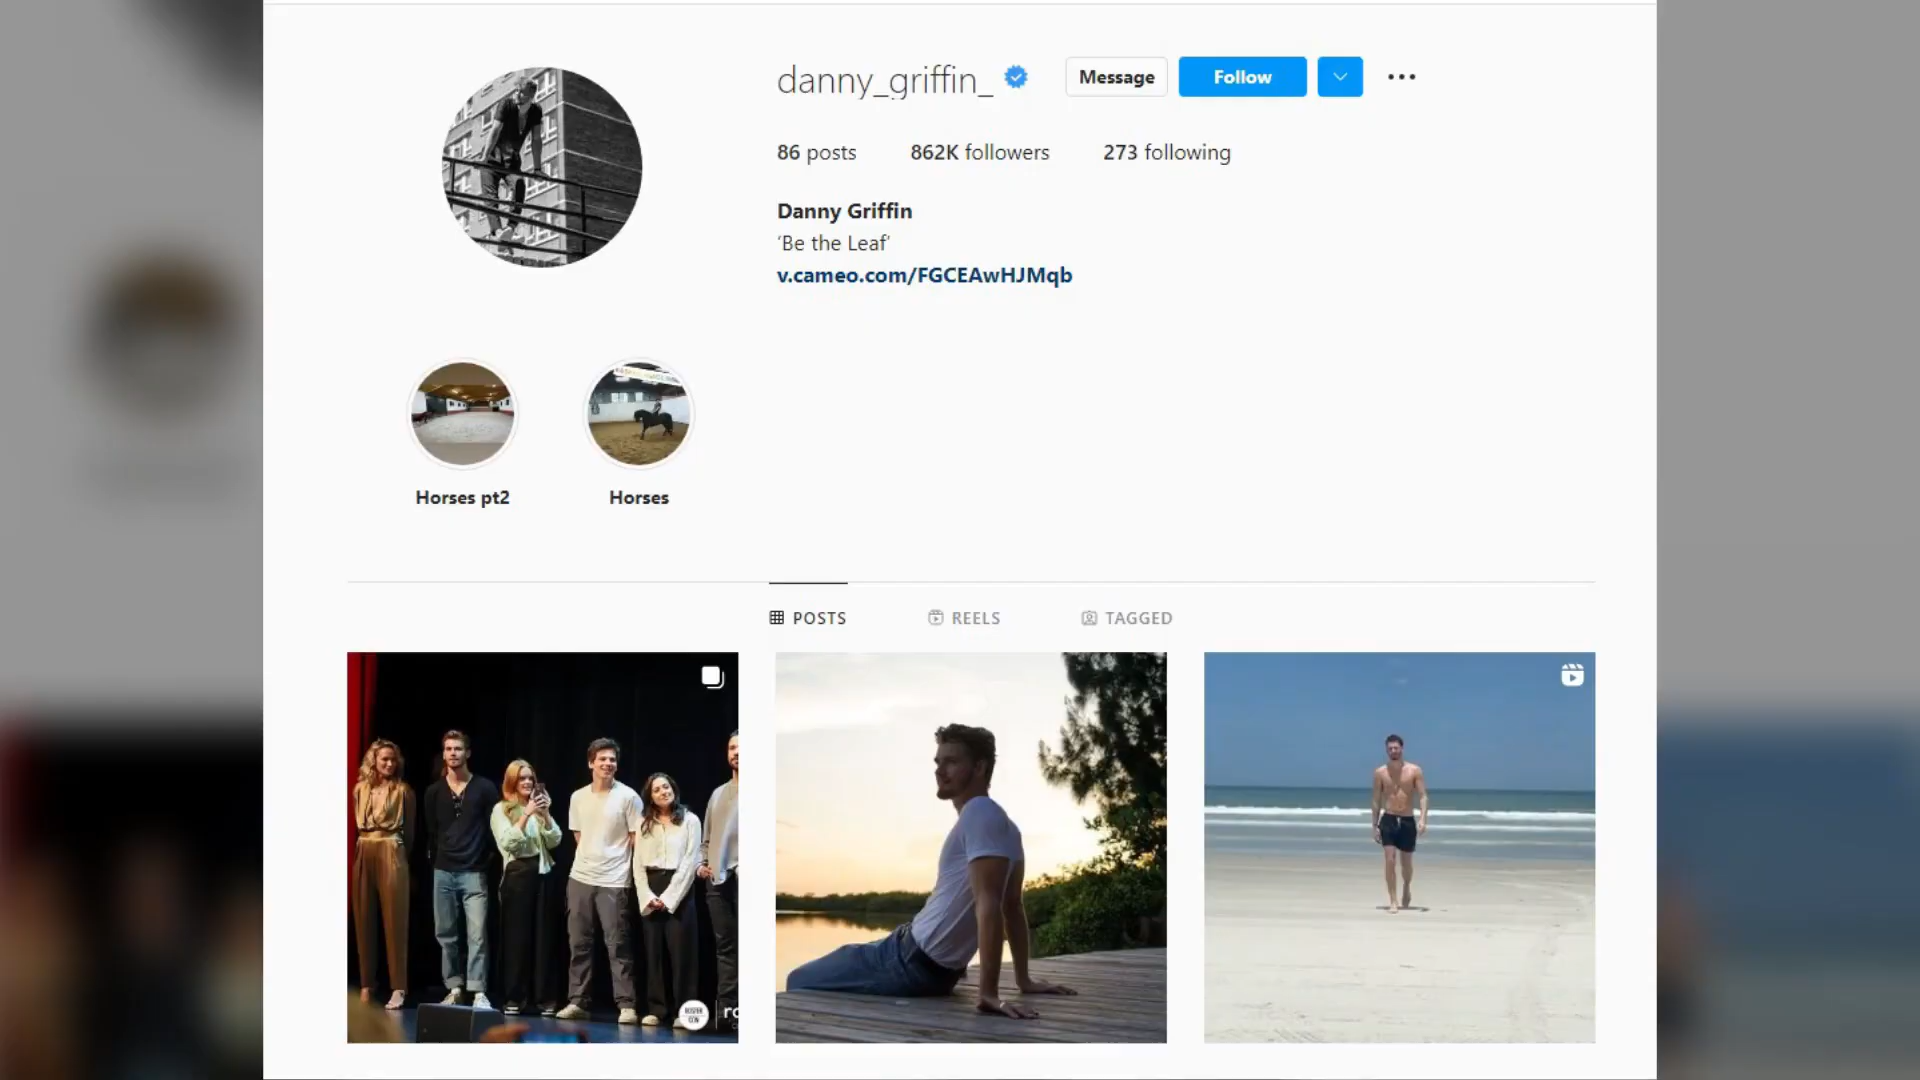 danny_griffin_
Message
Follow
86 posts
862K followers
273 following
Danny Griffin
'Be the Leaf'
v.cameo.com/FGCEAwHJMqb
Horses pt2
Horses
POSTS
REELS
TAGGED